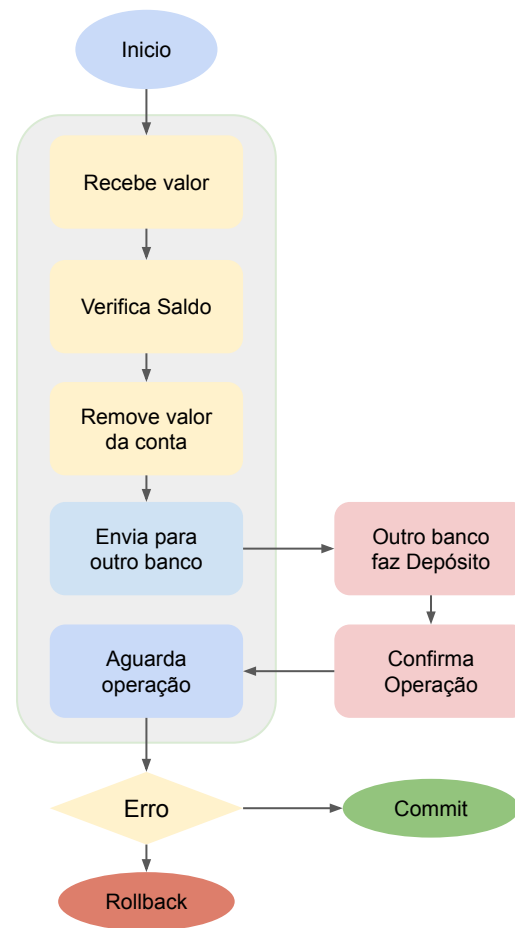 Inicio
Recebe valor
Verifica Saldo
Remove valor
da conta
Envia para
outro banco
Outro banco
faz Depósito
Aguarda
operação
Confirma
Operação
Erro
Commit
Rollback